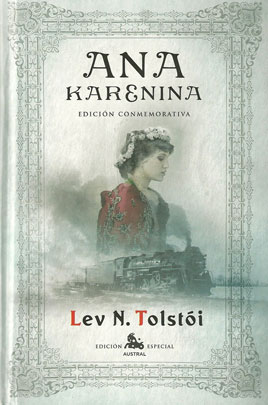 ANA
KARENINA
EDICIÓN CONMEMORATIVA
Lev N. Tolstói
EDICIÓN ESPECIAL
AUSTRAL